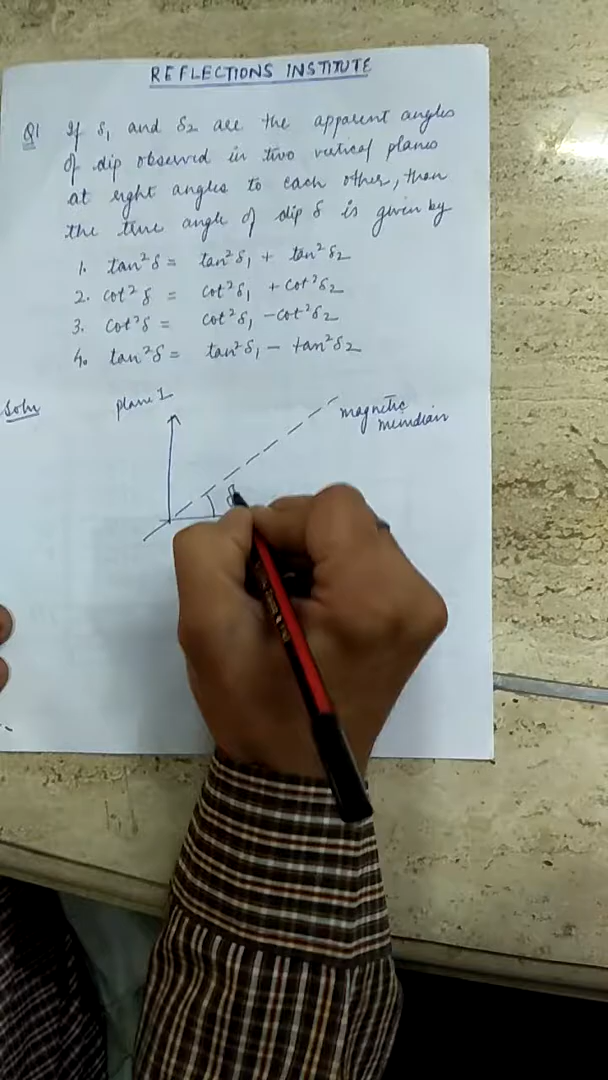 REFLECTIONS INSTITUTE
Q1 If δ₁ and δ₂ are the apparent angles
of dip observed in two vertical planes
at right angles to each other, then
the true angle of dip δ is given by
1. tan²δ = tan²δ₁ + tan²δ₂
2. cot²δ = cot²δ₁ + cot²δ₂
3. cot²δ = cot²δ₁ - cot²δ₂
4. tan²δ = tan²δ₁ - tan²δ₂
Soln
plane 1
magnetic
meridian